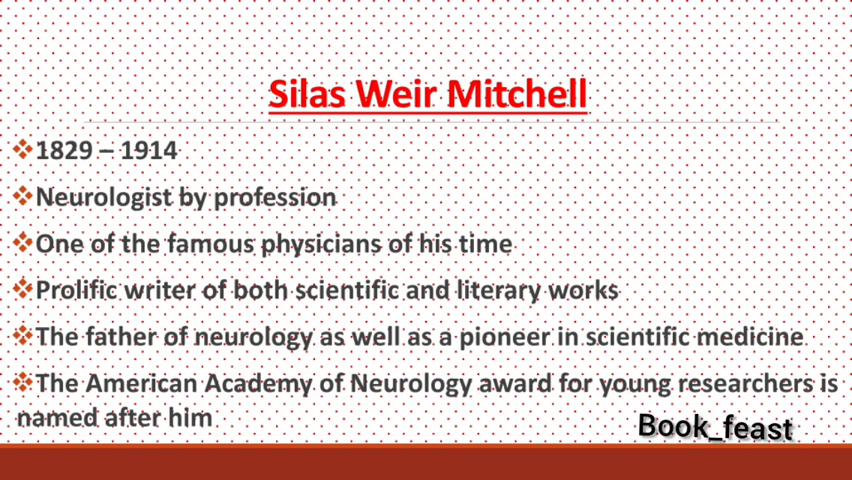 Silas Weir Mitchell
❖1829 – 1914
❖Neurologist by profession
❖One of the famous physicians of his time
❖Prolific writer of both scientific and literary works
❖The father of neurology as well as a pioneer in scientific medicine
❖The American Academy of Neurology award for young researchers is
named after him
Book_feast